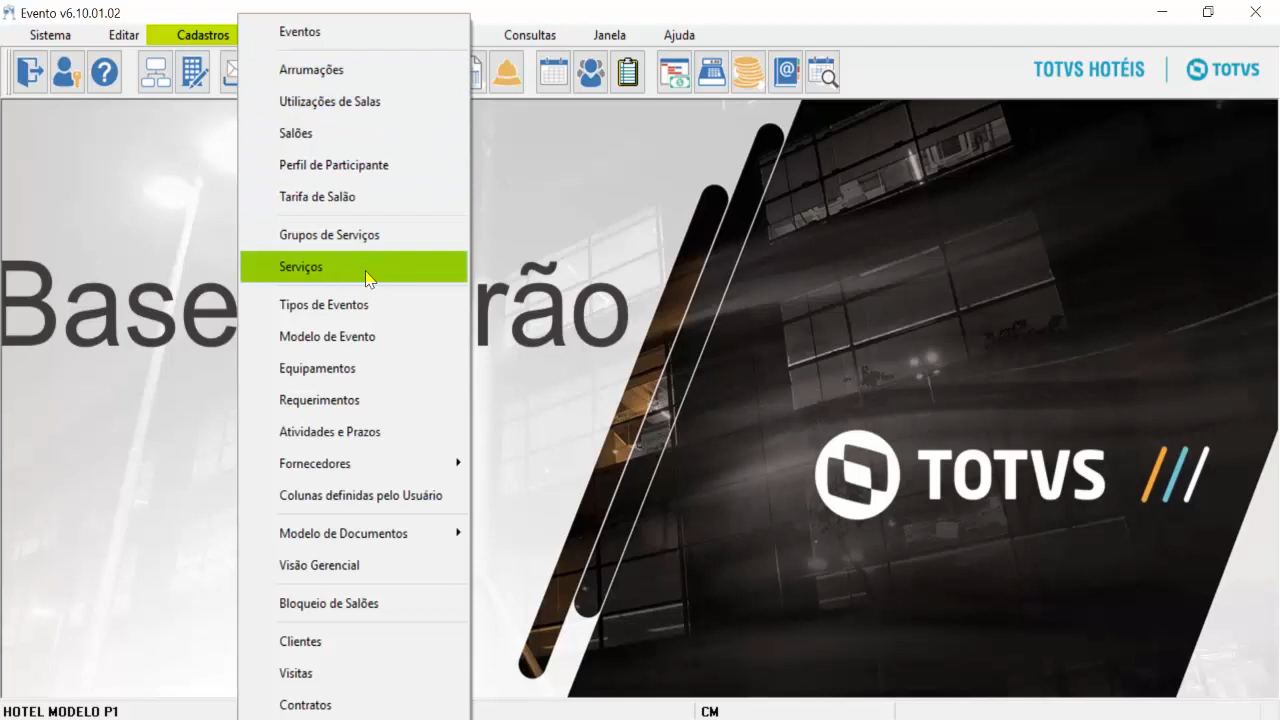 Evento v6.10.01.02
Sistema Editar Cadastros Consultas Janela Ajuda
TOTVS HOTÉIS TOTVS
Eventos
Arrumações
Utilizações de Salas
Salões
Perfil de Participante
Tarifa de Salão
Grupos de Serviços
Serviços
Tipos de Eventos
Modelo de Evento
Equipamentos
Requerimentos
Atividades e Prazos
Fornecedores
Colunas definidas pelo Usuário
Modelo de Documentos
Visão Gerencial
Bloqueio de Salões
Clientes
Visitas
Contratos
Base rão
TOTVS
HOTEL MODELO P1 CM